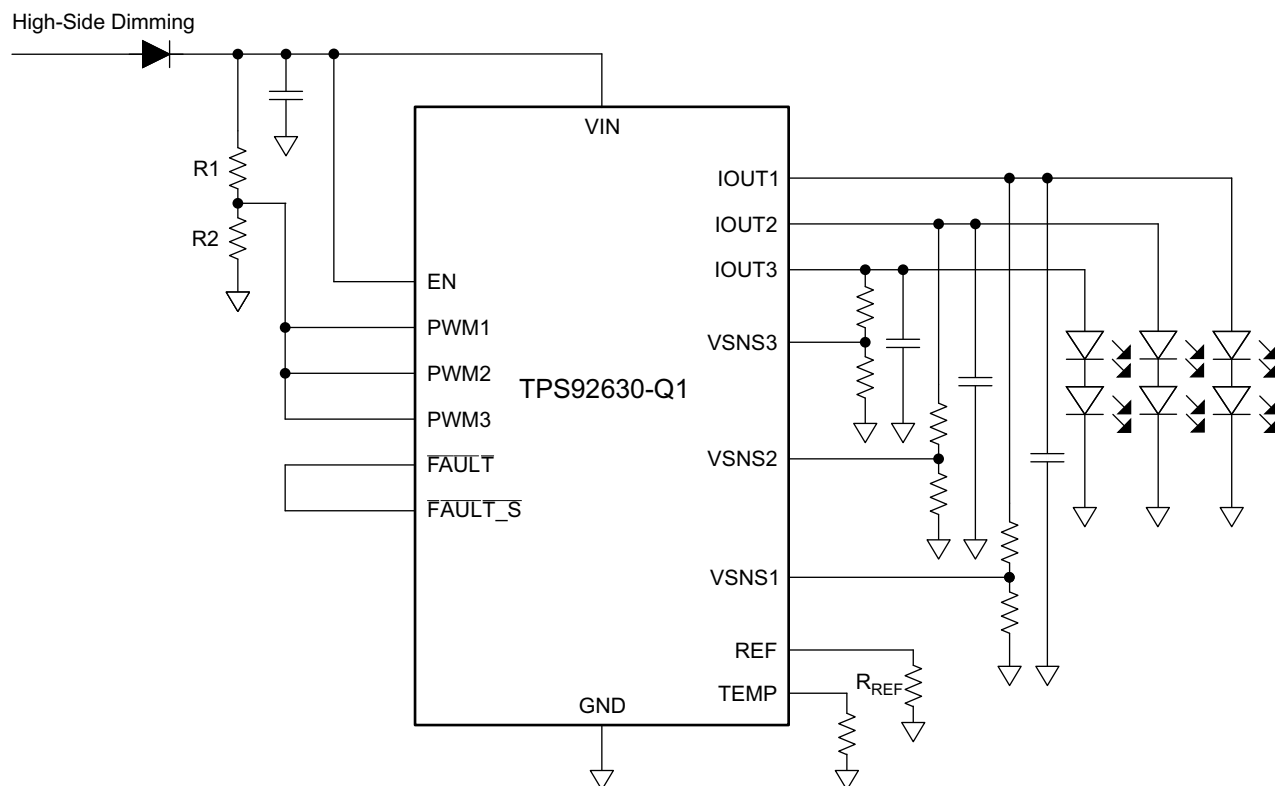 High-Side Dimming
VIN
R1
R2
IOUT1
IOUT2
IOUT3
EN
PWM1
VSNS3
PWM2
TPS92630-Q1
PWM3
FAULT
VSNS2
FAULT_S
VSNS1
REF
RREF
TEMP
GND